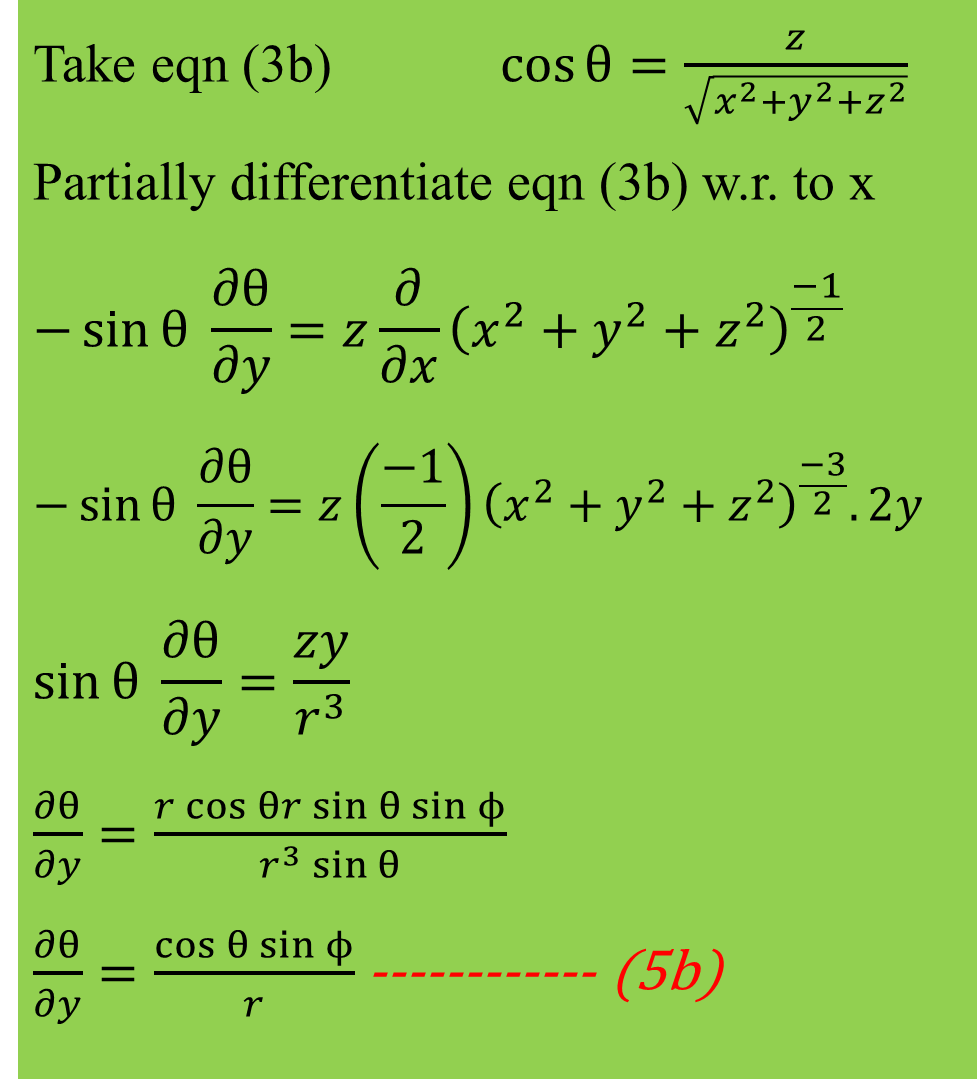 Take eqn (3b) cos θ = z / √(x² + y² + z²)
Partially differentiate eqn (3b) w.r. to x
− sin θ ∂θ/∂y = z ∂/∂x (x² + y² + z²)^(−1/2)
− sin θ ∂θ/∂y = z (−1/2) (x² + y² + z²)^(−3/2) . 2y
sin θ ∂θ/∂y = zy/r³
∂θ/∂y = r cos θr sin θ sin ϕ / r³ sin θ
∂θ/∂y = cos θ sin ϕ / r ------------ (5b)